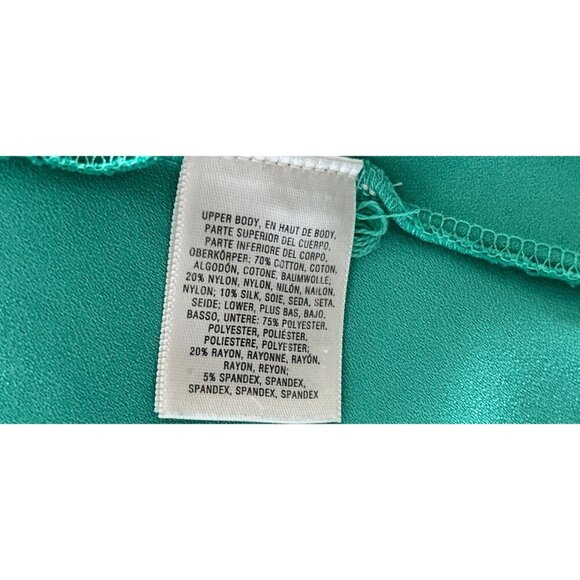 UPPER BODY, EN HAUT DE BODY,
PARTE SUPERIOR DEL CUERPO,
PARTE INFERIORE DEL CORPO,
OBERKÖRPER: 70% COTTON, COTON,
ALGODÓN, COTONE, BAUMWOLLE;
20% NYLON, NYLON, NILÓN, NAILON,
NYLON; 10% SILK, SOIE, SEDA, SETA,
SEIDE; LOWER, PLUS BAS, BAJO,
BASSO, UNTERE: 75% POLYESTER,
POLYESTER, POLIÉSTER,
POLIESTERE, POLYESTER;
20% RAYON, RAYONNE, RAYÓN,
RAYON, REYON;
5% SPANDEX, SPANDEX,
SPANDEX, SPANDEX, SPANDEX